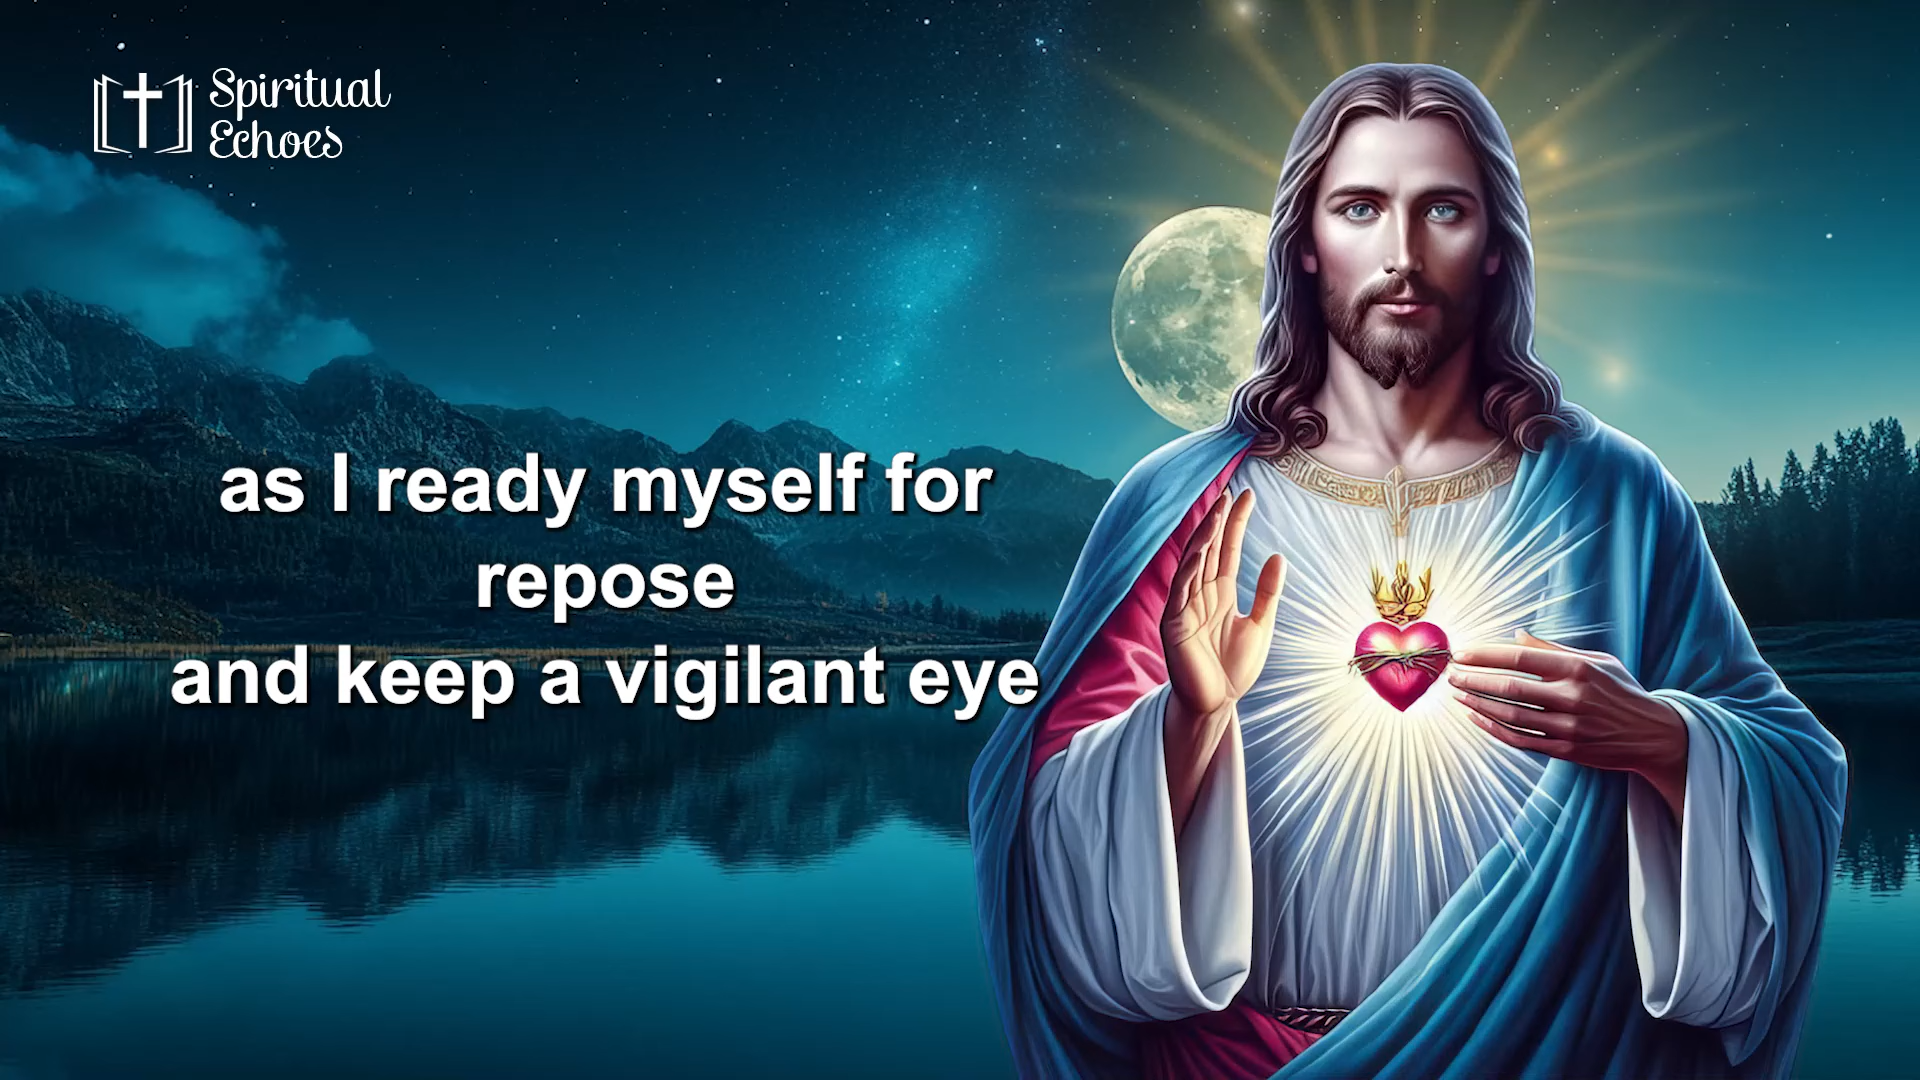 Spiritual
Echoes
as I ready myself for
repose
and keep a vigilant eye